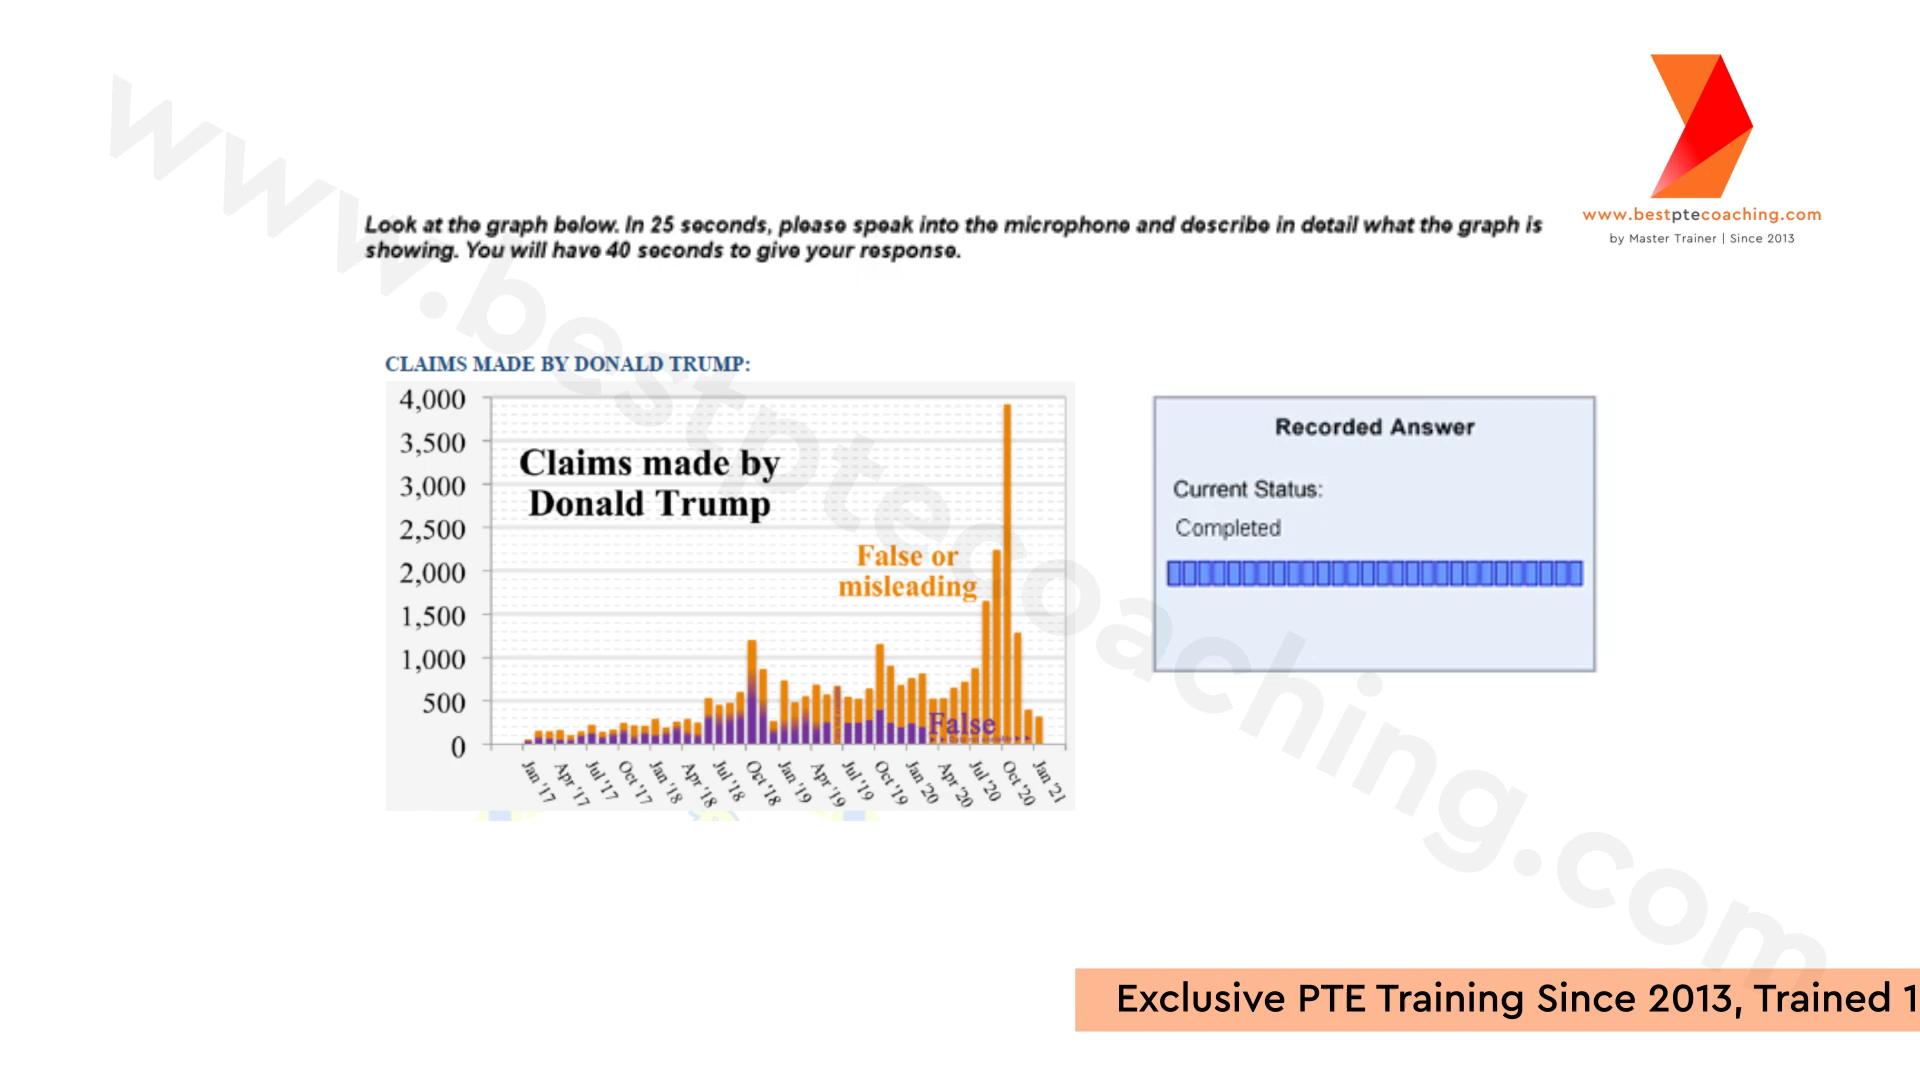 www.bestptecoaching.com
by Master Trainer | Since 2013
Look at the graph below. In 25 seconds, please speak into the microphone and describe in detail what the graph is
showing. You will have 40 seconds to give your response.
CLAIMS MADE BY DONALD TRUMP:
4,000
3,500
3,000
2,500
2,000
1,500
1,000
500
0
Claims made by
Donald Trump
False or
misleading
False
Jan '17
Apr '17
Jul '17
Oct '17
Jan '18
Apr '18
Jul '18
Oct '18
Jan '19
Apr '19
Jul '19
Oct '19
Jan '20
Apr '20
Jul '20
Oct '20
Jan '21
Recorded Answer
Current Status:
Completed
www.bestptecoaching.com
Exclusive PTE Training Since 2013, Trained 1